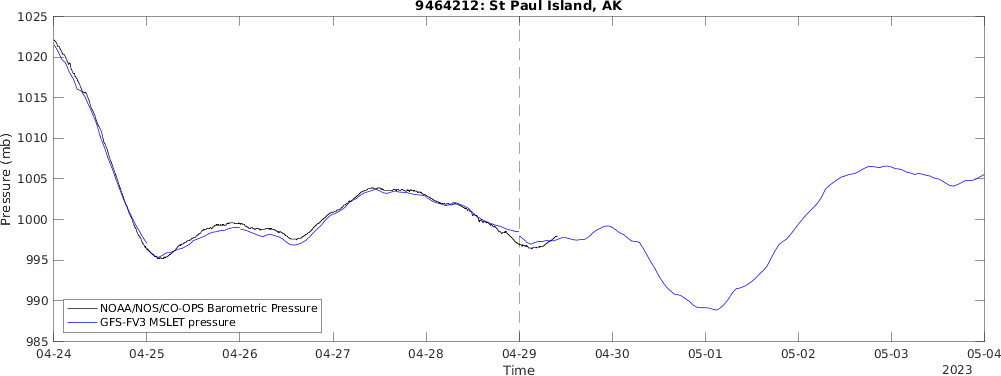 9464212: St Paul Island, AK
Pressure (mb)
1025
1020
1015
1010
1005
1000
995
990
985
NOAA/NOS/CO-OPS Barometric Pressure
GFS-FV3 MSLET pressure
04-24 04-25 04-26 04-27 04-28 04-29 04-30 05-01 05-02 05-03 05-04
Time
2023